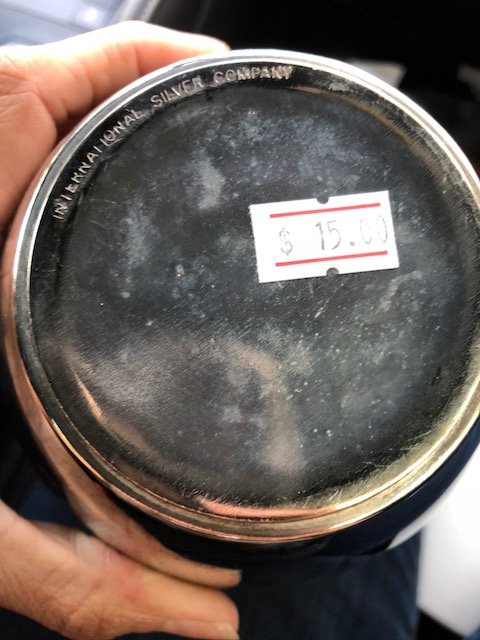 INTERNATIONAL SILVER COMPANY
$ 15.00